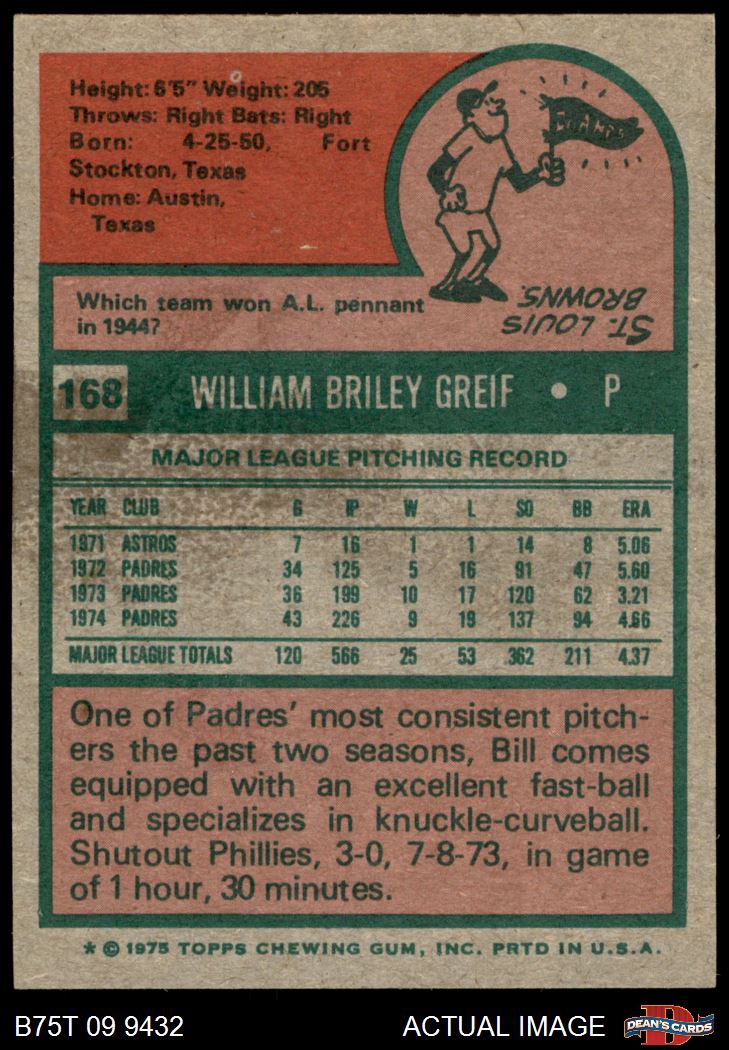 Height: 6'5" Weight: 205
Throws: Right Bats: Right
Born: 4-25-50, Fort
Stockton, Texas
Home: Austin,
Texas
CHAMPS
Which team won A.L. pennant
in 1944?
ST. LOUIS
BROWNS.
168 WILLIAM BRILEY GREIF • P
MAJOR LEAGUE PITCHING RECORD
YEAR CLUB G IP W L SO BB ERA
1971 ASTROS 7 16 1 1 14 8 5.06
1972 PADRES 34 125 5 16 91 47 5.60
1973 PADRES 36 199 10 17 120 62 3.21
1974 PADRES 43 226 9 19 137 94 4.66
MAJOR LEAGUE TOTALS 120 566 25 53 362 211 4.37
One of Padres' most consistent pitch-
ers the past two seasons, Bill comes
equipped with an excellent fast-ball
and specializes in knuckle-curveball.
Shutout Phillies, 3-0, 7-8-73, in game
of 1 hour, 30 minutes.
* © 1975 TOPPS CHEWING GUM, INC. PRTD IN U.S.A.
B75T 09 9432 ACTUAL IMAGE DEAN'S CARDS